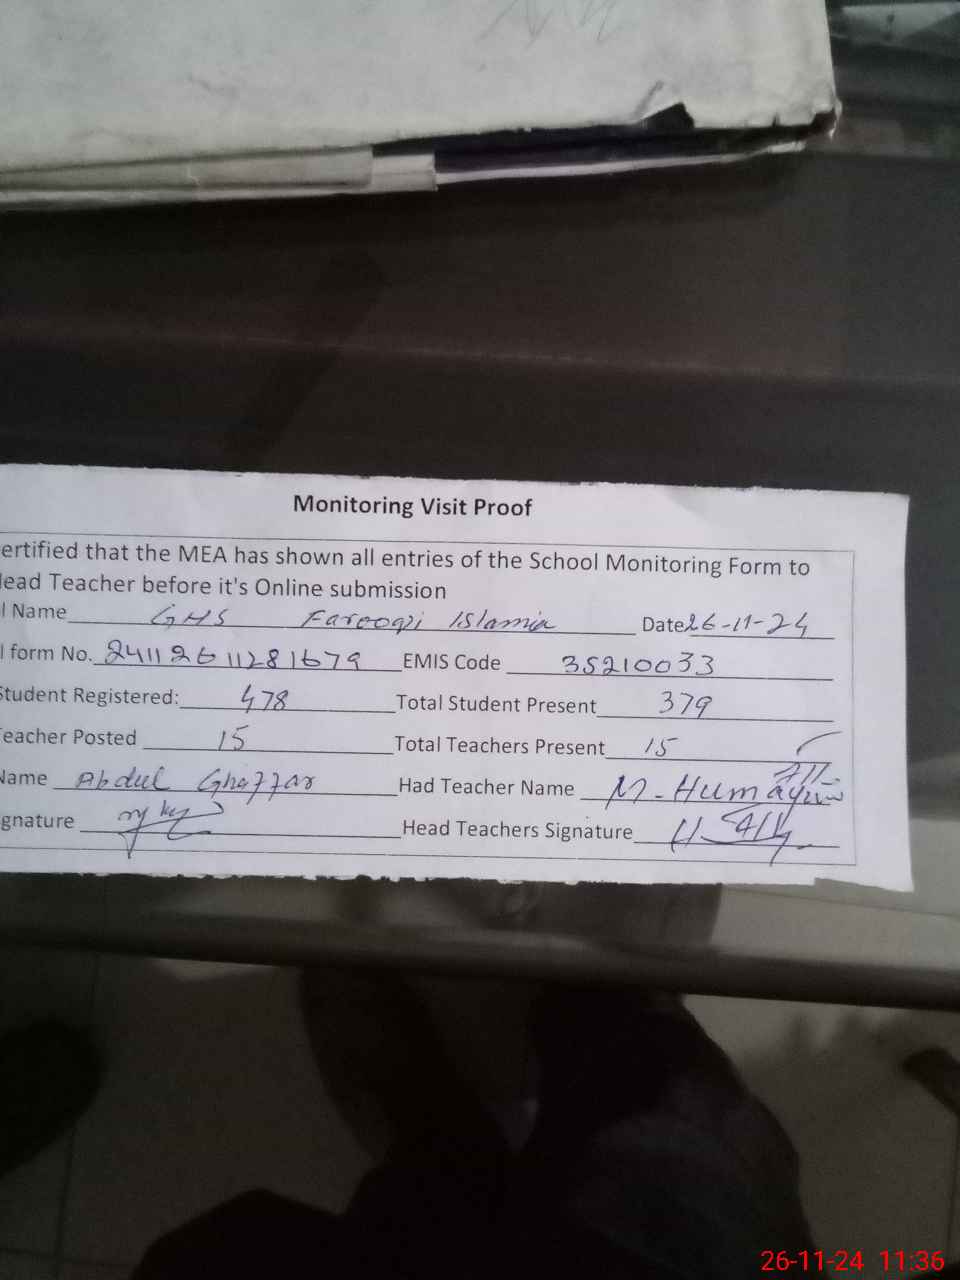 Monitoring Visit Proof
ertified that the MEA has shown all entries of the School Monitoring Form to
lead Teacher before it's Online submission
l Name GHS Farooqi Islamia Date 26-11-24
l form No. 24112611281679 EMIS Code 35210033
Student Registered: 478 Total Student Present 379
eacher Posted 15 Total Teachers Present 15
Name Abdul Ghaffar Had Teacher Name M-Humayun
gnature Head Teachers Signature
26-11-24 11:36